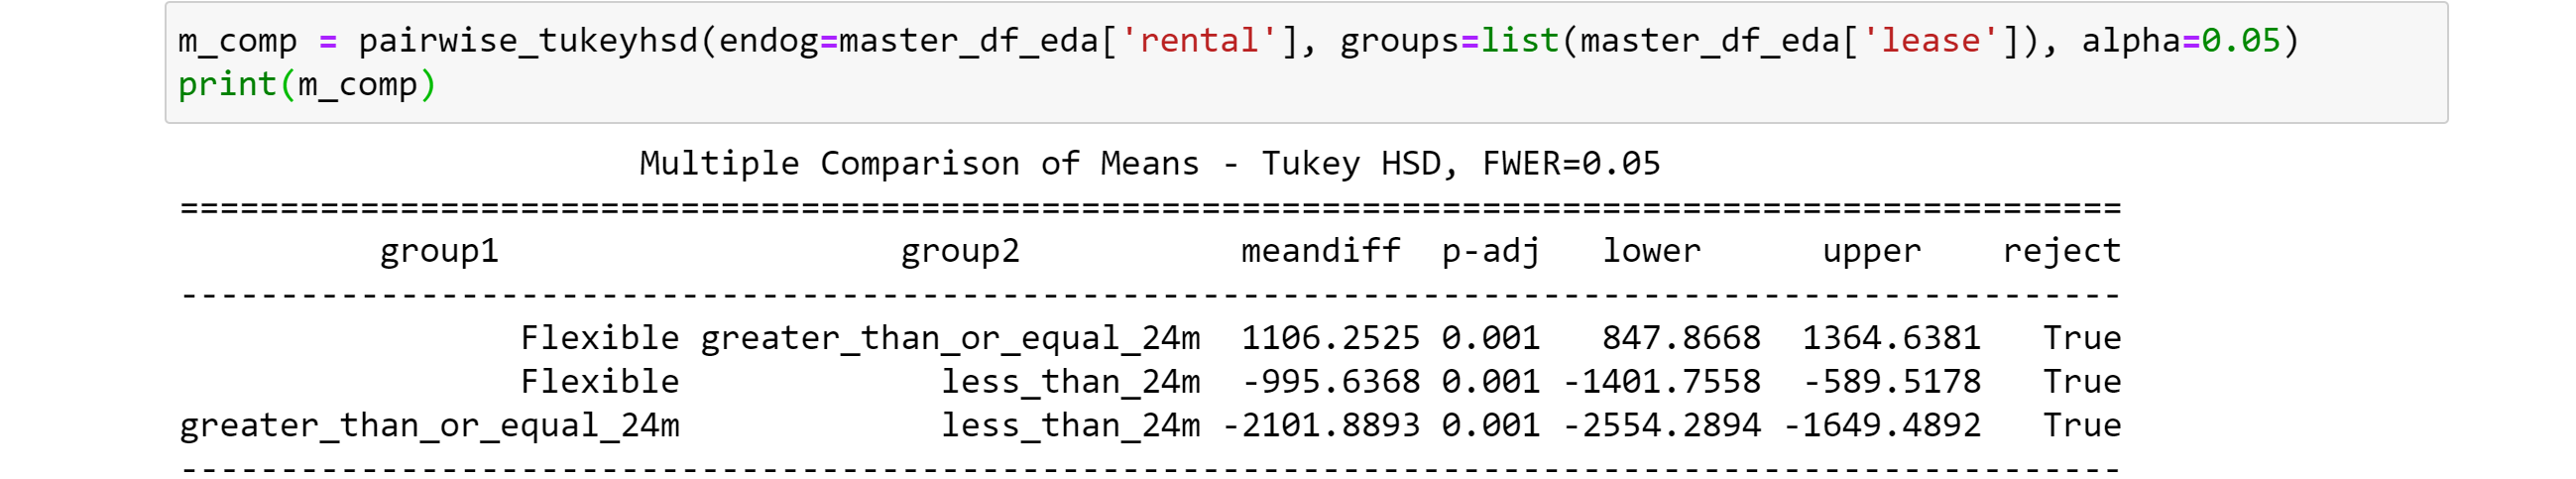 m_comp = pairwise_tukeyhsd(endog=master_df_eda['rental'], groups=list(master_df_eda['lease']), alpha=0.05)
print(m_comp)
Multiple Comparison of Means - Tukey HSD, FWER=0.05
=================================================================================================
group1 group2 meandiff p-adj lower upper reject
-------------------------------------------------------------------------------------------------
Flexible greater_than_or_equal_24m 1106.2525 0.001 847.8668 1364.6381 True
Flexible less_than_24m -995.6368 0.001 -1401.7558 -589.5178 True
greater_than_or_equal_24m less_than_24m -2101.8893 0.001 -2554.2894 -1649.4892 True
-------------------------------------------------------------------------------------------------